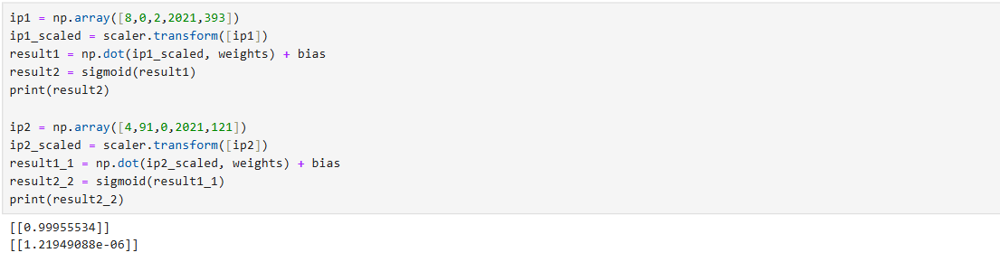 ip1 = np.array([8,0,2,2021,393])
ip1_scaled = scaler.transform([ip1])
result1 = np.dot(ip1_scaled, weights) + bias
result2 = sigmoid(result1)
print(result2)

ip2 = np.array([4,91,0,2021,121])
ip2_scaled = scaler.transform([ip2])
result1_1 = np.dot(ip2_scaled, weights) + bias
result2_2 = sigmoid(result1_1)
print(result2_2)
[[0.99955534]]
[[1.21949088e-06]]